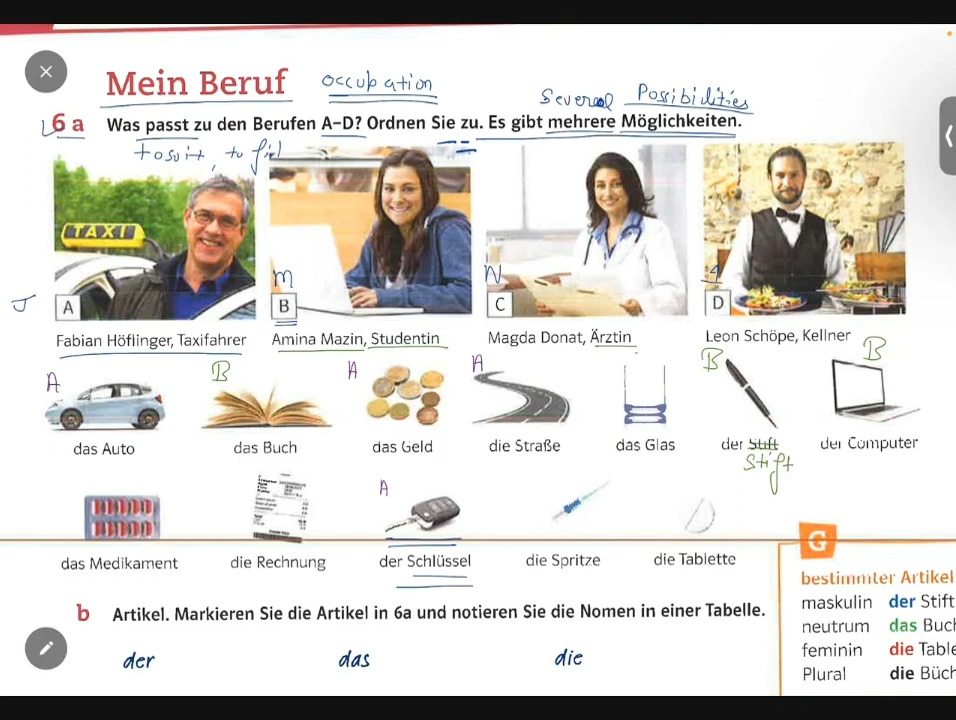 Mein Beruf occupation
Several Possibilities
6 a Was passt zu den Berufen A–D? Ordnen Sie zu. Es gibt mehrere Möglichkeiten.
to suit, to fit
TAXI
J A
M B
N C
D
Fabian Höflinger, Taxifahrer Amina Mazin, Studentin Magda Donat, Ärztin Leon Schöpe, Kellner
A B A A B B
das Auto das Buch das Geld die Straße das Glas der Stift der Computer
Stift
A
das Medikament die Rechnung der Schlüssel die Spritze die Tablette
G
b Artikel. Markieren Sie die Artikel in 6a und notieren Sie die Nomen in einer Tabelle.
der das die
bestimmter Artikel
maskulin der Stift
neutrum das Buch
feminin die Table
Plural die Büch